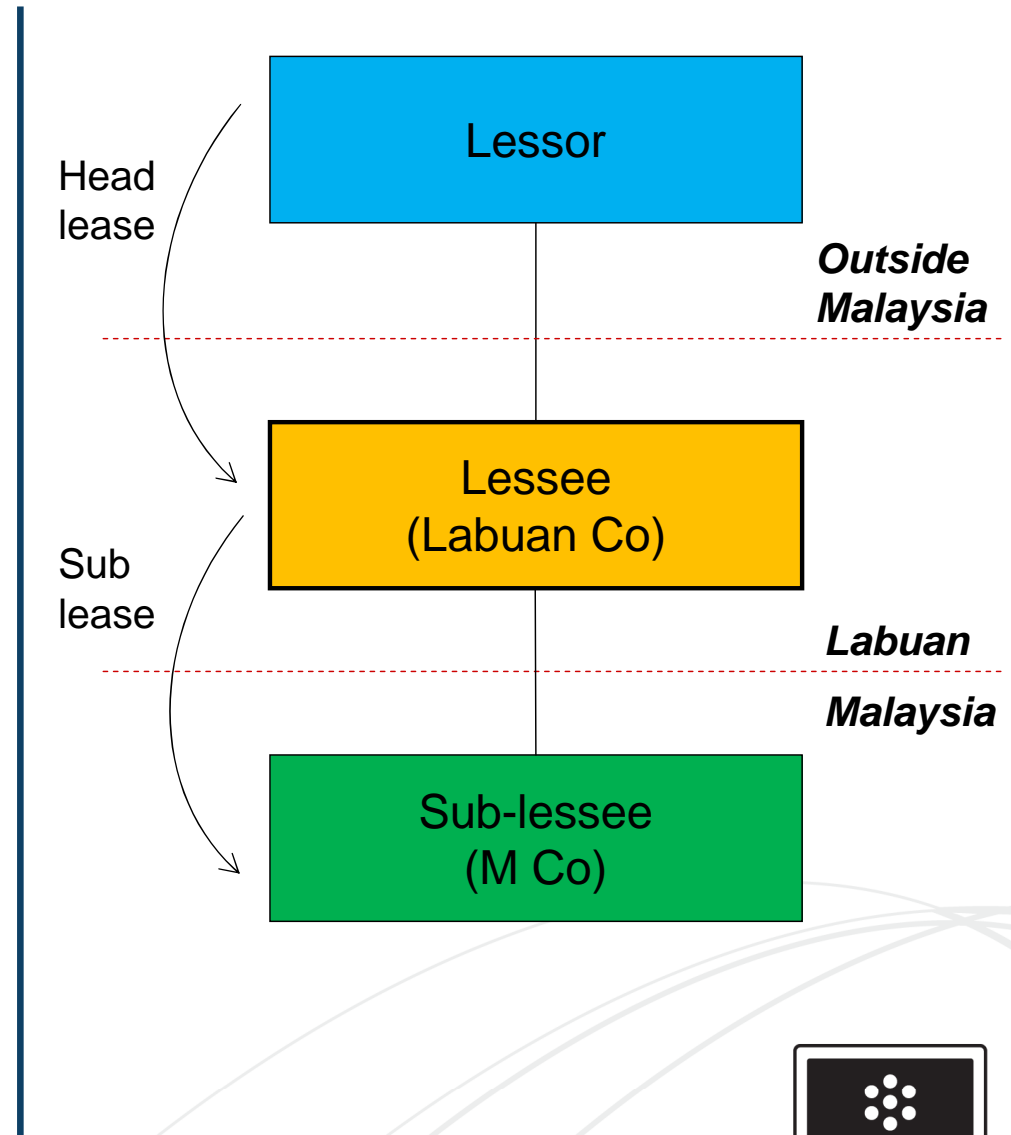 Lessor
Head
lease
Outside
Malaysia
Lessee
(Labuan Co)
Sub
lease
Labuan
Malaysia
Sub-lessee
(M Co)